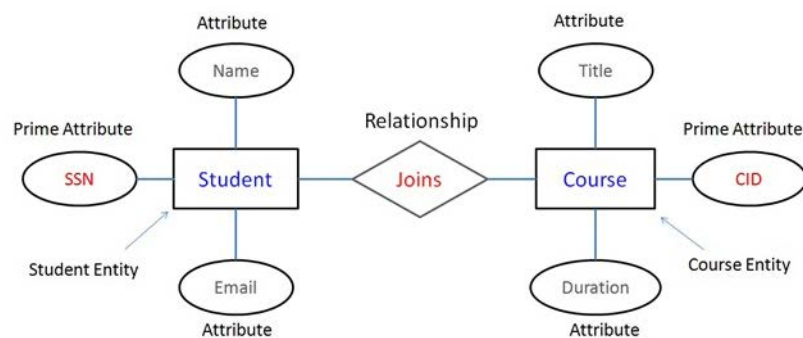 Attribute
Attribute
Name
Title
Relationship
Prime Attribute
Prime Attribute
SSN
Student
Joins
Course
CID
Student Entity
Course Entity
Email
Duration
Attribute
Attribute